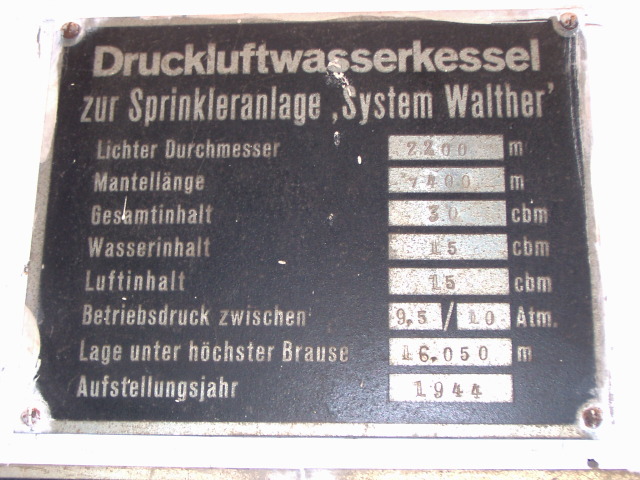 Druckluftwasserkessel
zur Sprinkleranlage ‚System Walther'
Lichter Durchmesser 2200 m
Mantellänge 7400 m
Gesamtinhalt 30 cbm
Wasserinhalt 15 cbm
Luftinhalt 15 cbm
Betriebsdruck zwischen 9,5 / 10 Atm.
Lage unter höchster Brause 16.050 m
Aufstellungsjahr 1944